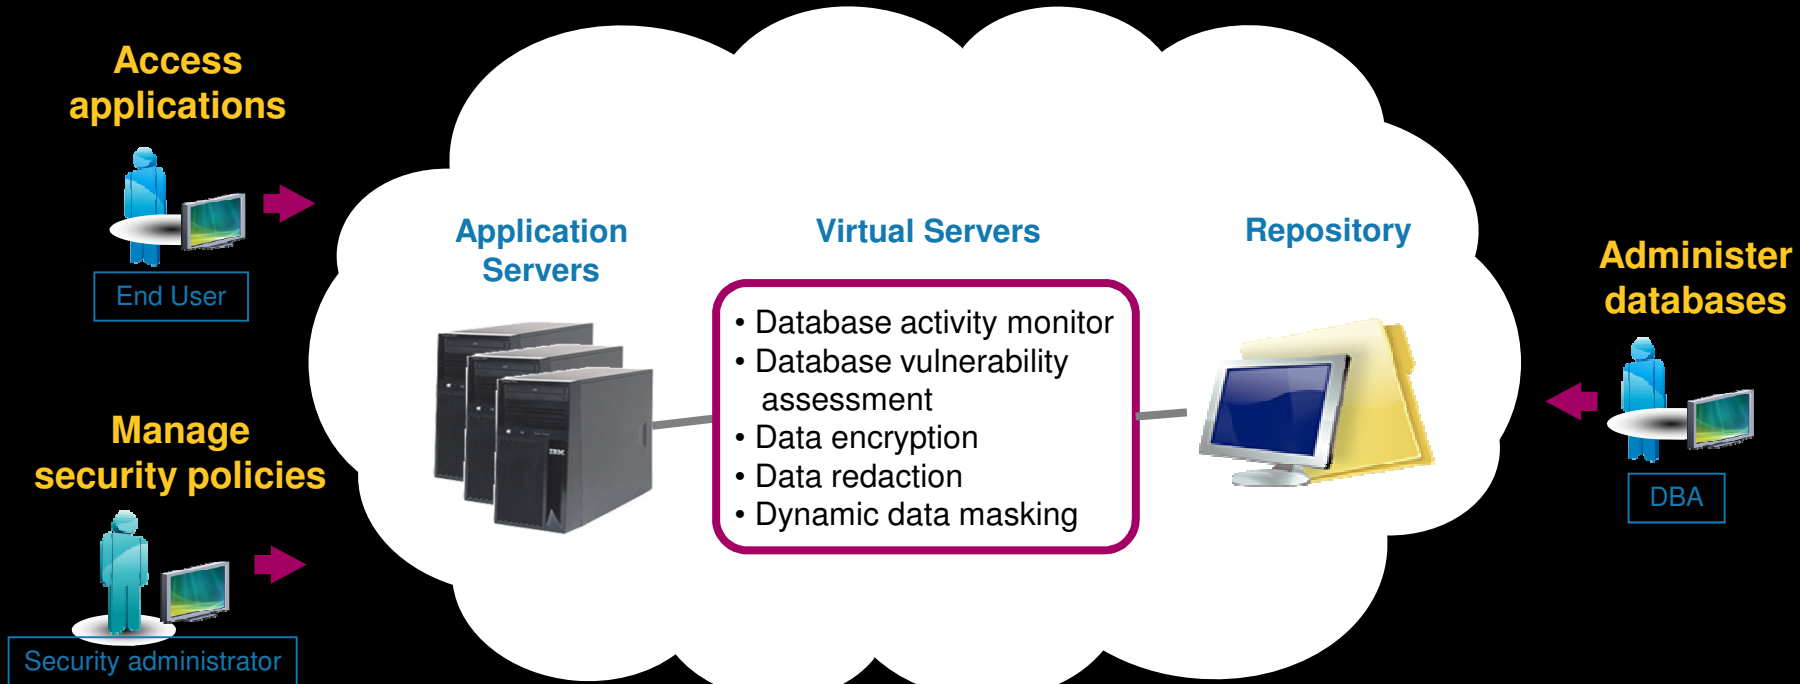 Access
applications
End User
Manage
security policies
Security administrator
Application
Servers
IBM
Virtual Servers
• Database activity monitor
• Database vulnerability
assessment
• Data encryption
• Data redaction
• Dynamic data masking
Repository
Administer
databases
DBA